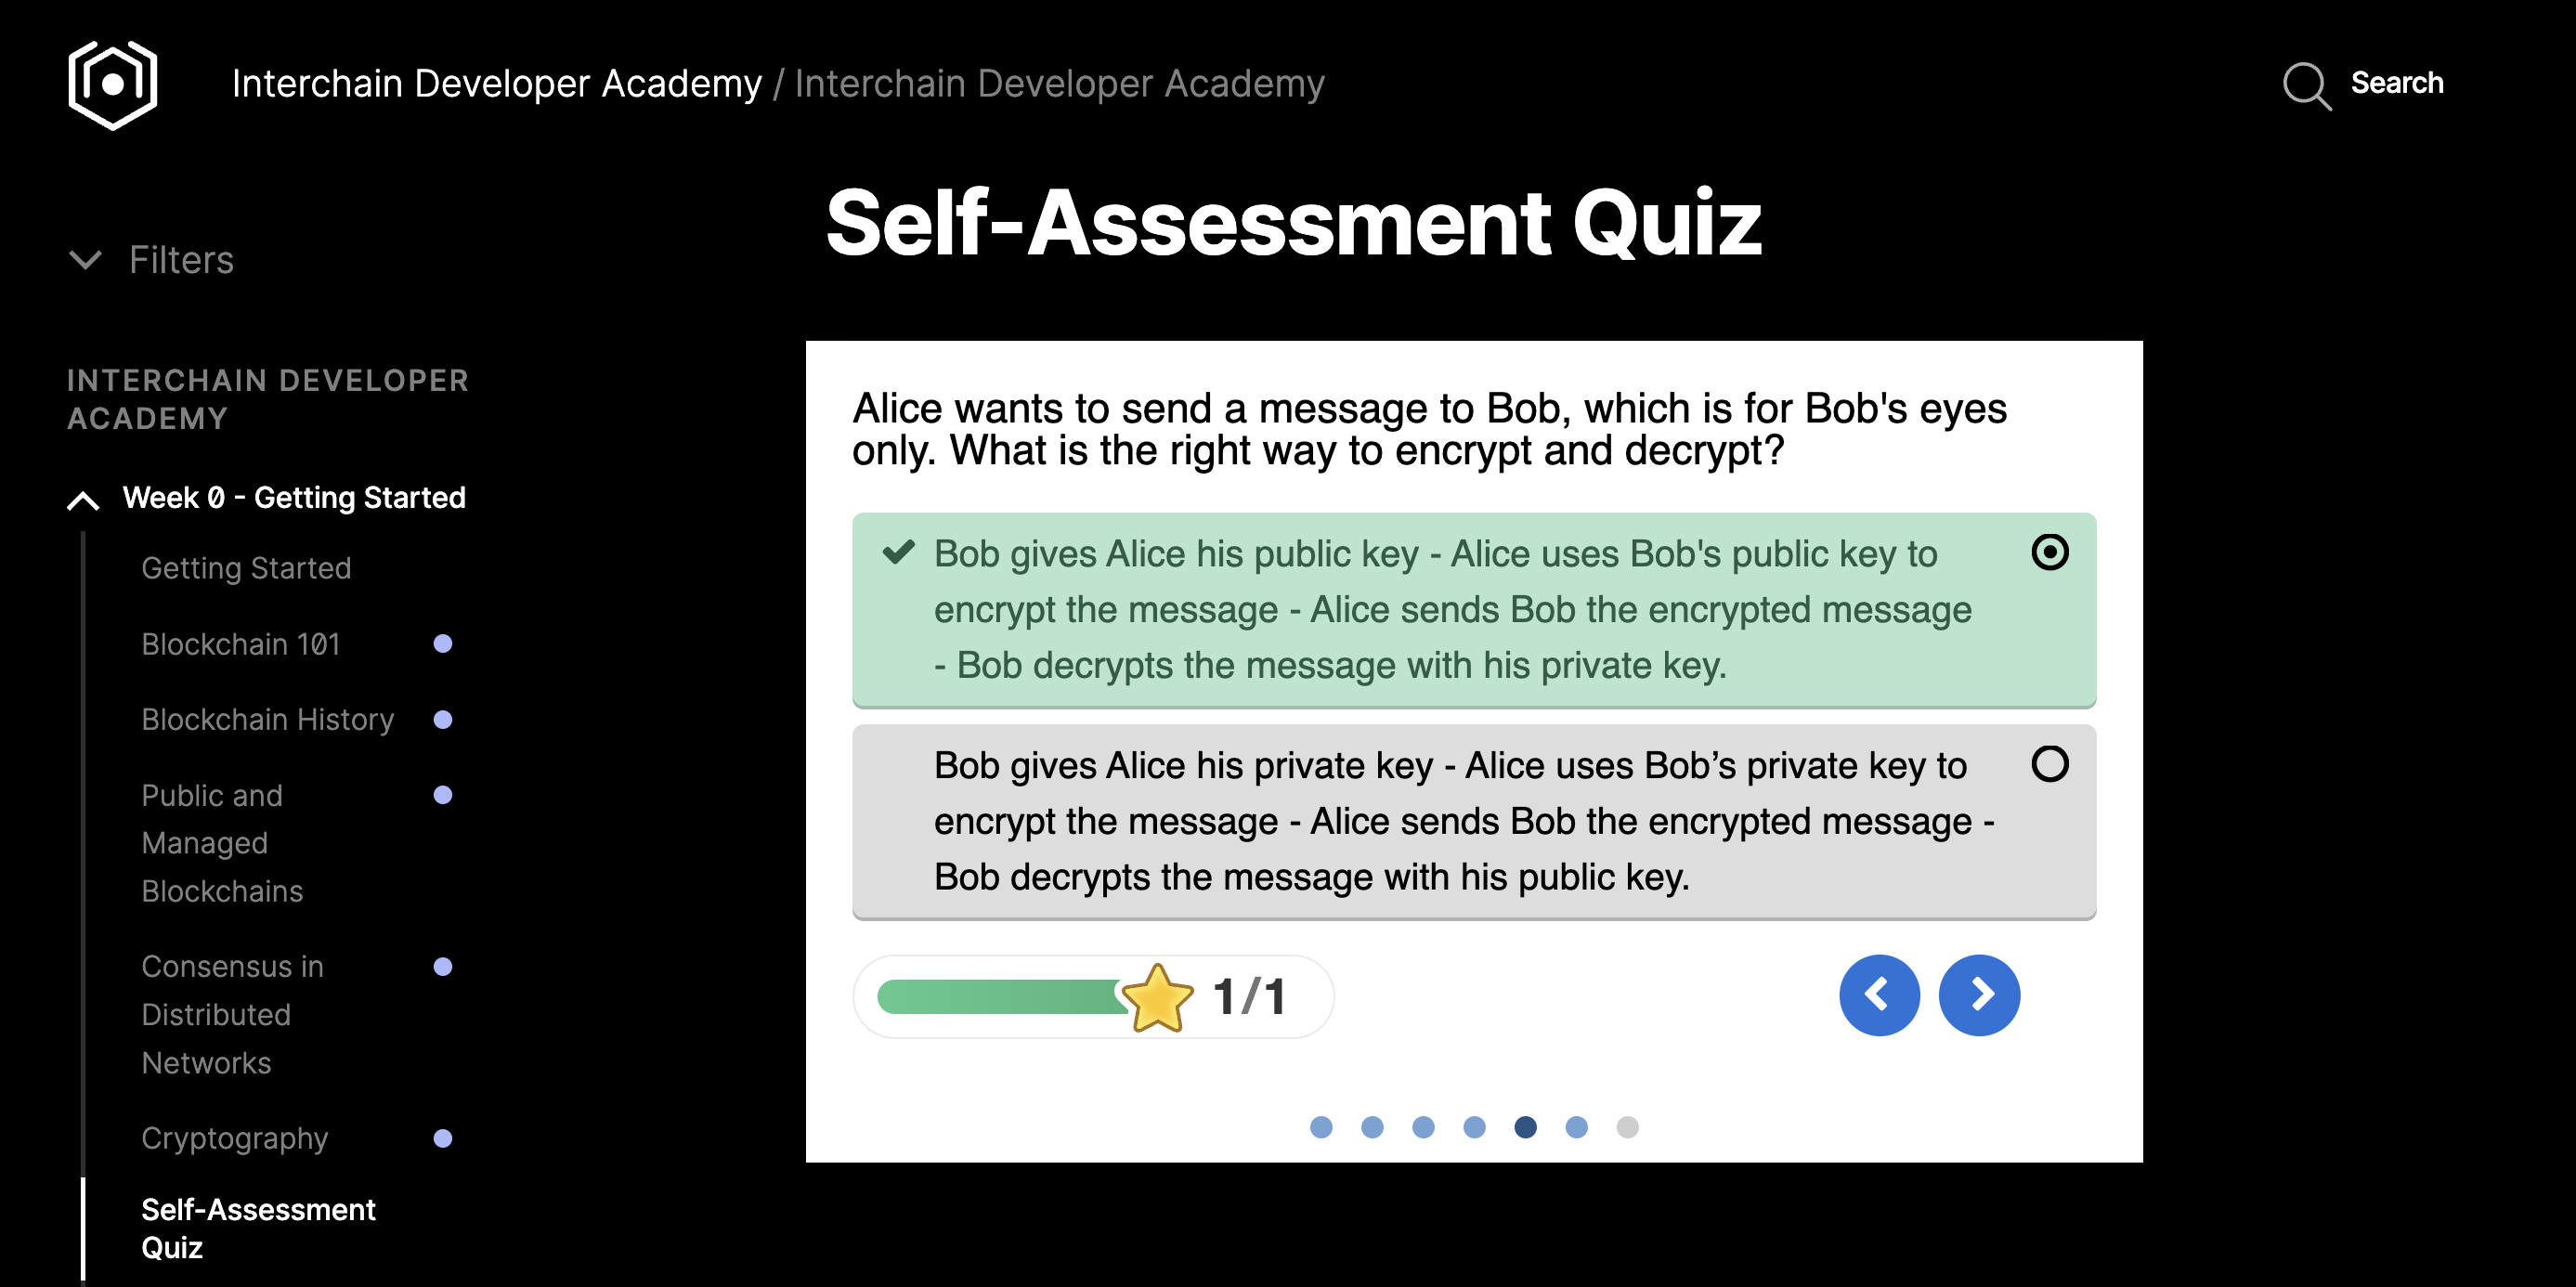 Interchain Developer Academy / Interchain Developer Academy
Search
Filters
INTERCHAIN DEVELOPER
ACADEMY
Week 0 - Getting Started
Getting Started
Blockchain 101
Blockchain History
Public and
Managed
Blockchains
Consensus in
Distributed
Networks
Cryptography
Self-Assessment
Quiz
Self-Assessment Quiz
Alice wants to send a message to Bob, which is for Bob's eyes
only. What is the right way to encrypt and decrypt?
Bob gives Alice his public key - Alice uses Bob's public key to
encrypt the message - Alice sends Bob the encrypted message
- Bob decrypts the message with his private key.
Bob gives Alice his private key - Alice uses Bob’s private key to
encrypt the message - Alice sends Bob the encrypted message -
Bob decrypts the message with his public key.
1/1